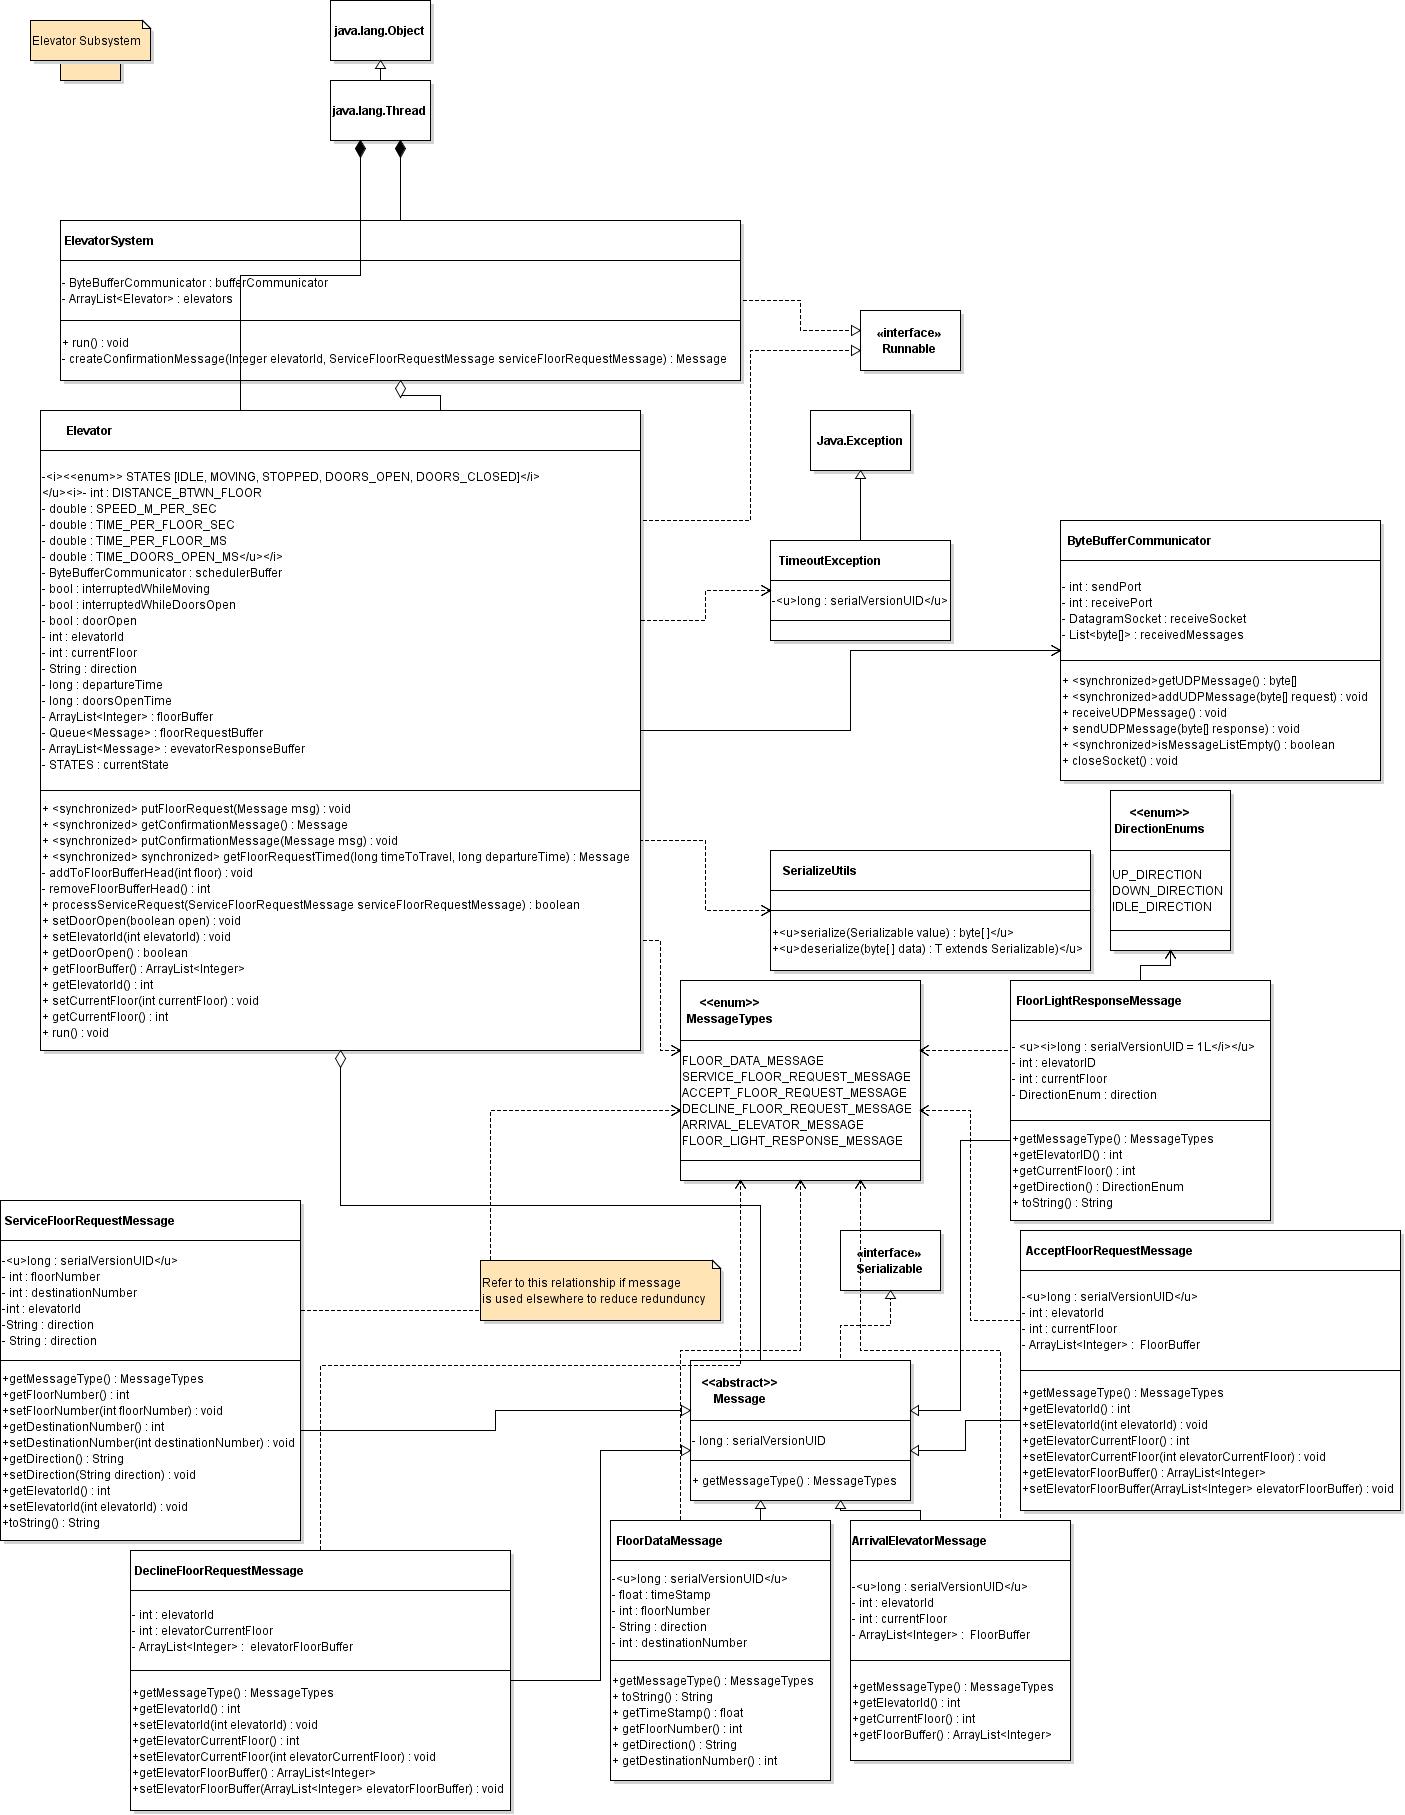 Elevator Subsystem
java.lang.Object
java.lang.Thread
ElevatorSystem
- ByteBufferCommunicator : bufferCommunicator
- ArrayList<Elevator> : elevators
+ run() : void
- createConfirmationMessage(Integer elevatorId, ServiceFloorRequestMessage serviceFloorRequestMessage) : Message
«interface»
Runnable
Elevator
-<i><<enum>> STATES [IDLE, MOVING, STOPPED, DOORS_OPEN, DOORS_CLOSED]</i>
</u><i>- int : DISTANCE_BTWN_FLOOR
- double : SPEED_M_PER_SEC
- double : TIME_PER_FLOOR_SEC
- double : TIME_PER_FLOOR_MS
- double : TIME_DOORS_OPEN_MS</u></i>
- ByteBufferCommunicator : schedulerBuffer
- bool : interruptedWhileMoving
- bool : interruptedWhileDoorsOpen
- bool : doorOpen
- int : elevatorId
- int : currentFloor
- String : direction
- long : departureTime
- long : doorsOpenTime
- ArrayList<Integer> : floorBuffer
- Queue<Message> : floorRequestBuffer
- ArrayList<Message> : evevatorResponseBuffer
- STATES : currentState
+ <synchronized> putFloorRequest(Message msg) : void
+ <synchronized> getConfirmationMessage() : Message
+ <synchronized> putConfirmationMessage(Message msg) : void
+ <synchronized> synchronized> getFloorRequestTimed(long timeToTravel, long departureTime) : Message
- addToFloorBufferHead(int floor) : void
- removeFloorBufferHead() : int
+ processServiceRequest(ServiceFloorRequestMessage serviceFloorRequestMessage) : boolean
+ setDoorOpen(boolean open) : void
+ setElevatorId(int elevatorId) : void
+ getDoorOpen() : boolean
+ getFloorBuffer() : ArrayList<Integer>
+ getElevatorId() : int
+ setCurrentFloor(int currentFloor) : void
+ getCurrentFloor() : int
+ run() : void
Java.Exception
TimeoutException
-<u>long : serialVersionUID</u>
ByteBufferCommunicator
- int : sendPort
- int : receivePort
- DatagramSocket : receiveSocket
- List<byte[]> : receivedMessages
+ <synchronized>getUDPMessage() : byte[]
+ <synchronized>addUDPMessage(byte[] request) : void
+ receiveUDPMessage() : void
+ sendUDPMessage(byte[] response) : void
+ <synchronized>isMessageListEmpty() : boolean
+ closeSocket() : void
<<enum>>
DirectionEnums
UP_DIRECTION
DOWN_DIRECTION
IDLE_DIRECTION
SerializeUtils
+<u>serialize(Serializable value) : byte[ ]</u>
+<u>deserialize(byte[ ] data) : T extends Serializable)</u>
<<enum>>
MessageTypes
FLOOR_DATA_MESSAGE
SERVICE_FLOOR_REQUEST_MESSAGE
ACCEPT_FLOOR_REQUEST_MESSAGE
DECLINE_FLOOR_REQUEST_MESSAGE
ARRIVAL_ELEVATOR_MESSAGE
FLOOR_LIGHT_RESPONSE_MESSAGE
FloorLightResponseMessage
- <u><i>long : serialVersionUID = 1L</i></u>
- int : elevatorID
- int : currentFloor
- DirectionEnum : direction
+getMessageType() : MessageTypes
+getElevatorID() : int
+getCurrentFloor() : int
+getDirection() : DirectionEnum
+ toString() : String
ServiceFloorRequestMessage
-<u>long : serialVersionUID</u>
- int : floorNumber
- int : destinationNumber
-int : elevatorId
-String : direction
- String : direction
+getMessageType() : MessageTypes
+getFloorNumber() : int
+setFloorNumber(int floorNumber) : void
+getDestinationNumber() : int
+setDestinationNumber(int destinationNumber) : void
+getDirection() : String
+setDirection(String direction) : void
+getElevatorId() : int
+setElevatorId(int elevatorId) : void
+toString() : String
Refer to this relationship if message
is used elsewhere to reduce redunduncy
«interface»
Serializable
AcceptFloorRequestMessage
-<u>long : serialVersionUID</u>
- int : elevatorId
- int : currentFloor
- ArrayList<Integer> :  FloorBuffer
+getMessageType() : MessageTypes
+getElevatorId() : int
+setElevatorId(int elevatorId) : void
+getElevatorCurrentFloor() : int
+setElevatorCurrentFloor(int elevatorCurrentFloor) : void
+getElevatorFloorBuffer() : ArrayList<Integer>
+setElevatorFloorBuffer(ArrayList<Integer> elevatorFloorBuffer) : void
<<abstract>>
Message
- long : serialVersionUID
+ getMessageType() : MessageTypes
DeclineFloorRequestMessage
- int : elevatorId
- int : elevatorCurrentFloor
- ArrayList<Integer> :  elevatorFloorBuffer
+getMessageType() : MessageTypes
+getElevatorId() : int
+setElevatorId(int elevatorId) : void
+getElevatorCurrentFloor() : int
+setElevatorCurrentFloor(int elevatorCurrentFloor) : void
+getElevatorFloorBuffer() : ArrayList<Integer>
+setElevatorFloorBuffer(ArrayList<Integer> elevatorFloorBuffer) : void
FloorDataMessage
-<u>long : serialVersionUID</u>
- float : timeStamp
- int : floorNumber
- String : direction
- int : destinationNumber
+getMessageType() : MessageTypes
+ toString() : String
+ getTimeStamp() : float
+ getFloorNumber() : int
+ getDirection() : String
+ getDestinationNumber() : int
ArrivalElevatorMessage
-<u>long : serialVersionUID</u>
- int : elevatorId
- int : currentFloor
- ArrayList<Integer> :  FloorBuffer
+getMessageType() : MessageTypes
+getElevatorId() : int
+getCurrentFloor() : int
+getFloorBuffer() : ArrayList<Integer>